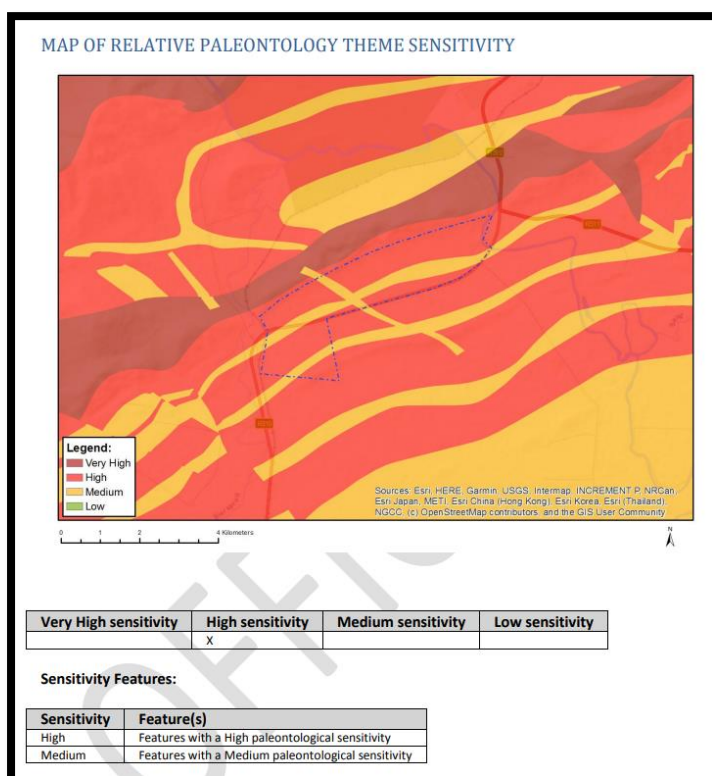 MAP OF RELATIVE PALEONTOLOGY THEME SENSITIVITY
Legend:
Very High
High
Medium
Low
Sources: Esri, HERE, Garmin, USGS, Intermap, INCREMENT P, NRCan,
Esri Japan, METI, Esri China (Hong Kong), Esri Korea, Esri (Thailand),
NGCC, (c) OpenStreetMap contributors, and the GIS User Community
0 1 2 4 Kilometers
N
Very High sensitivity High sensitivity Medium sensitivity Low sensitivity
X
Sensitivity Features:
Sensitivity Feature(s)
High Features with a High paleontological sensitivity
Medium Features with a Medium paleontological sensitivity